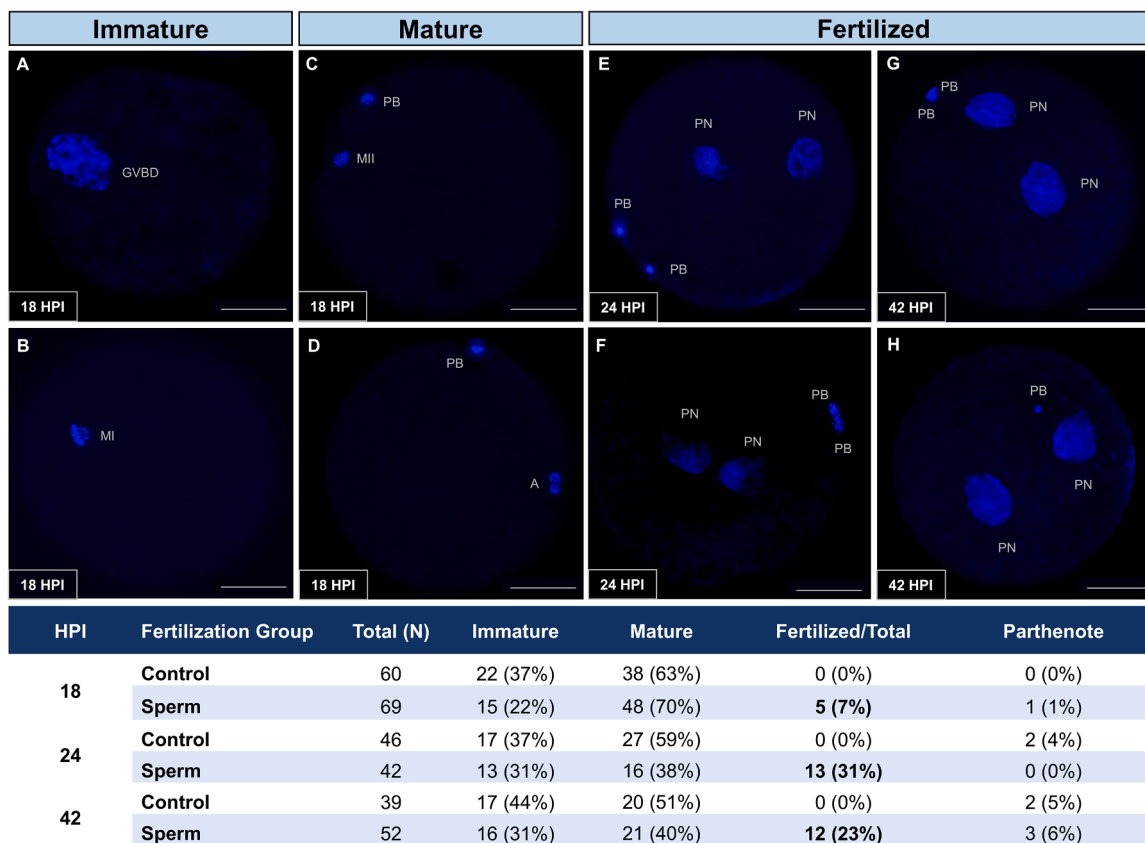 Immature
Mature
Fertilized
A
GVBD
18 HPI
C
PB
MII
18 HPI
E
PN
PN
PB
PB
24 HPI
G
PB
PB
PN
PN
42 HPI
B
MI
18 HPI
D
PB
A
18 HPI
F
PN
PN
PB
PB
24 HPI
H
PB
PN
PN
42 HPI
HPI Fertilization Group Total (N) Immature Mature Fertilized/Total Parthenote
18
Control 60 22 (37%) 38 (63%) 0 (0%) 0 (0%)
Sperm 69 15 (22%) 48 (70%) 5 (7%) 1 (1%)
24
Control 46 17 (37%) 27 (59%) 0 (0%) 2 (4%)
Sperm 42 13 (31%) 16 (38%) 13 (31%) 0 (0%)
42
Control 39 17 (44%) 20 (51%) 0 (0%) 2 (5%)
Sperm 52 16 (31%) 21 (40%) 12 (23%) 3 (6%)